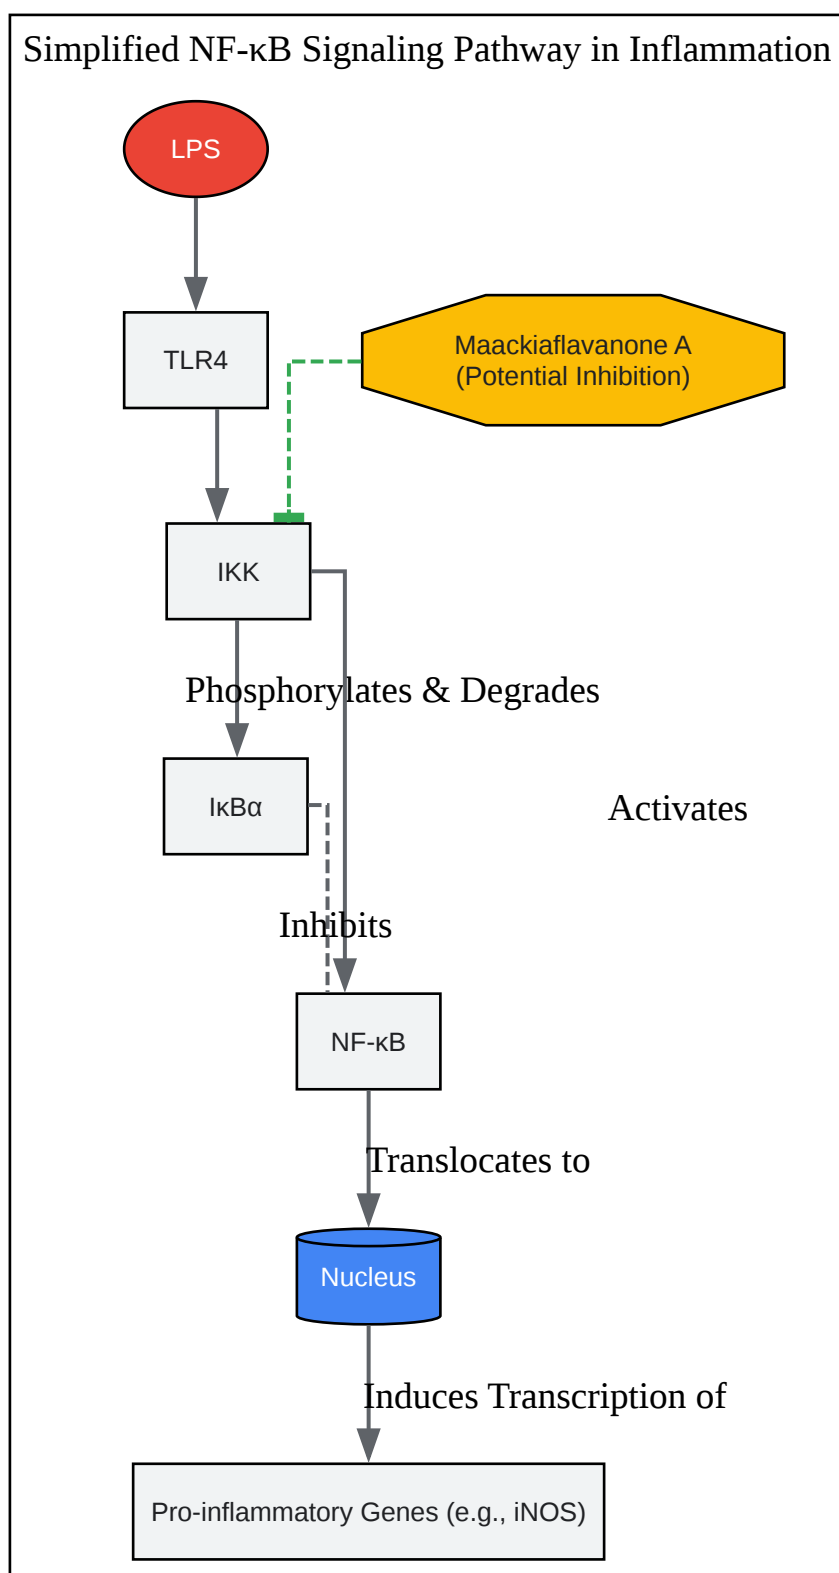 Simplified NF-κB Signaling Pathway in Inflammation
LPS
TLR4
Maackiaflavanone A
(Potential Inhibition)
IKK
Phosphorylates & Degrades
IκBα
Activates
Inhibits
NF-κB
Translocates to
Nucleus
Induces Transcription of
Pro-inflammatory Genes (e.g., iNOS)